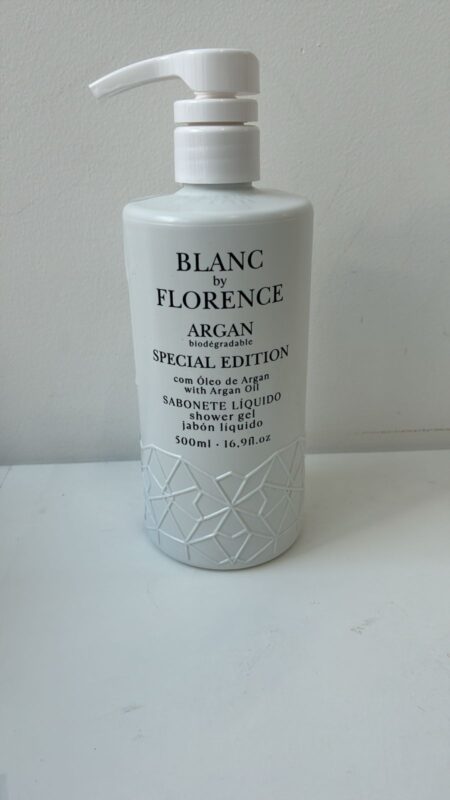 BLANC
by
FLORENCE
ARGAN
biodégradable
SPECIAL EDITION
com Óleo de Argan
with Argan Oil
SABONETE LÍQUIDO
shower gel
jabón líquido
500ml · 16,9fl.oz